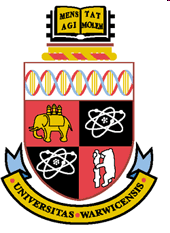 MENS TAT
AGI MOLEM
UNIVERSITAS WARWICENSIS